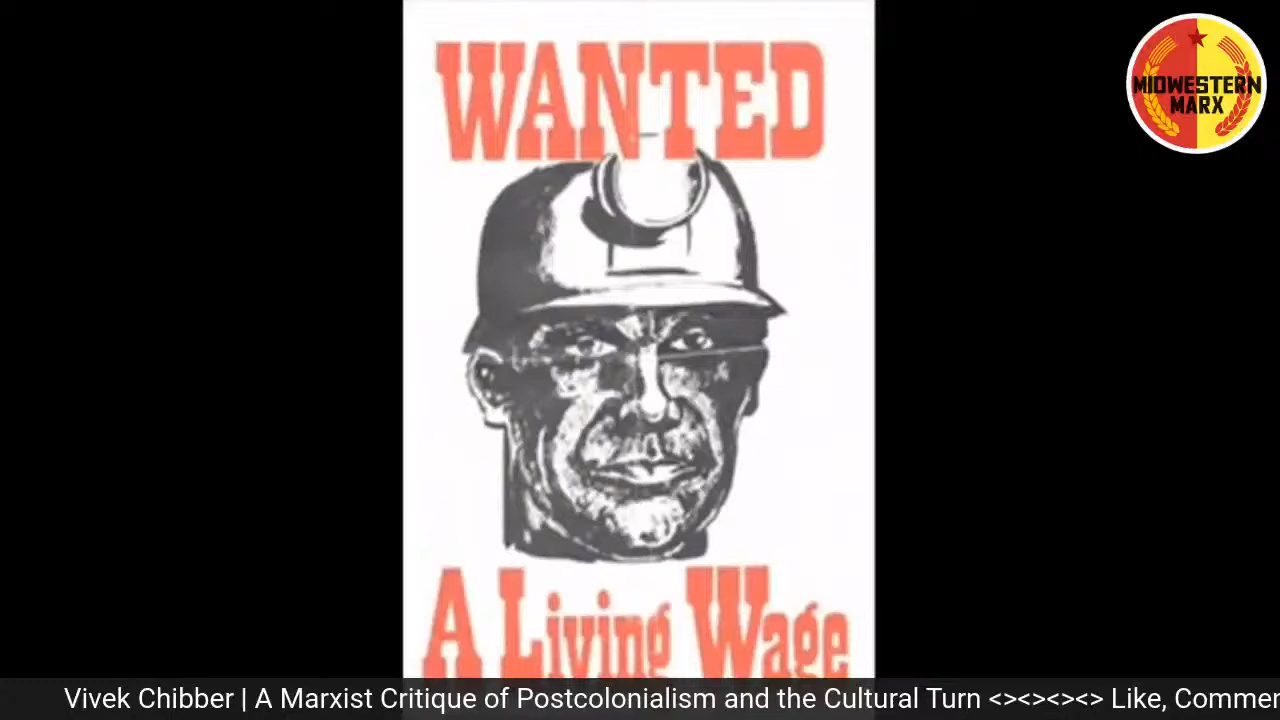 WANTED
MIDWESTERN
MARX
A Living Wage
Vivek Chibber | A Marxist Critique of Postcolonialism and the Cultural Turn <><><><> Like, Commer